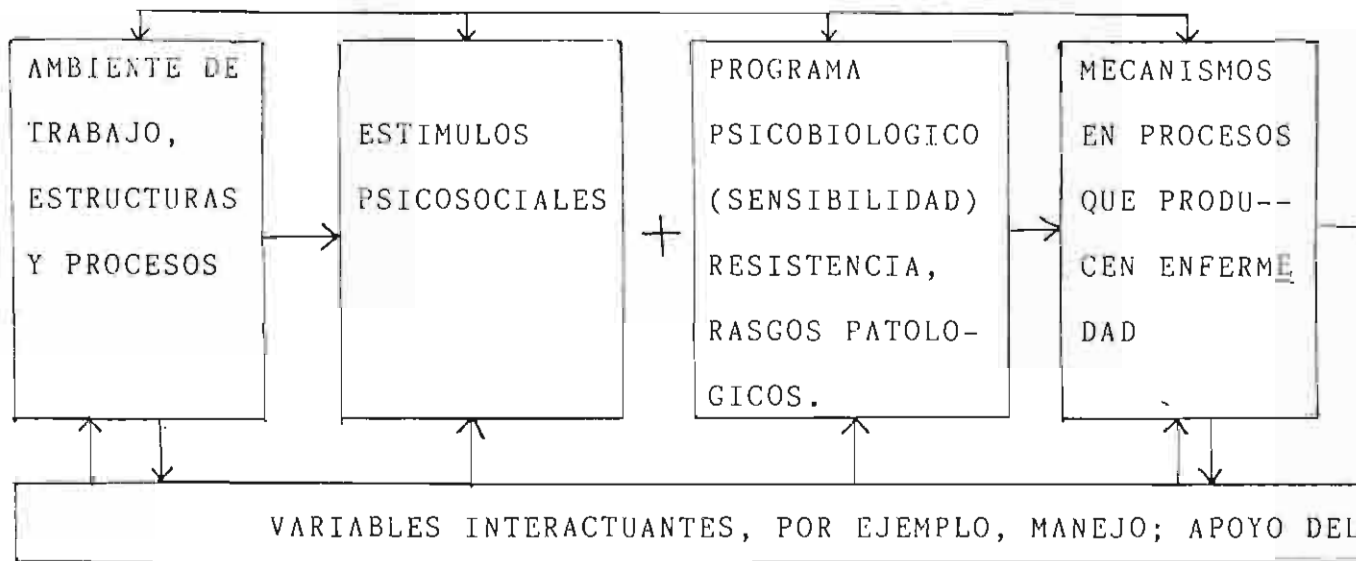 AMBIENTE DE
TRABAJO,
ESTRUCTURAS
Y PROCESOS
ESTIMULOS
PSICOSOCIALES
+
PROGRAMA
PSICOBIOLOGICO
(SENSIBILIDAD)
RESISTENCIA,
RASGOS PATOLO-
GICOS.
MECANISMOS
EN PROCESOS
QUE PRODU--
CEN ENFERME
DAD
VARIABLES INTERACTUANTES, POR EJEMPLO, MANEJO; APOYO DEL